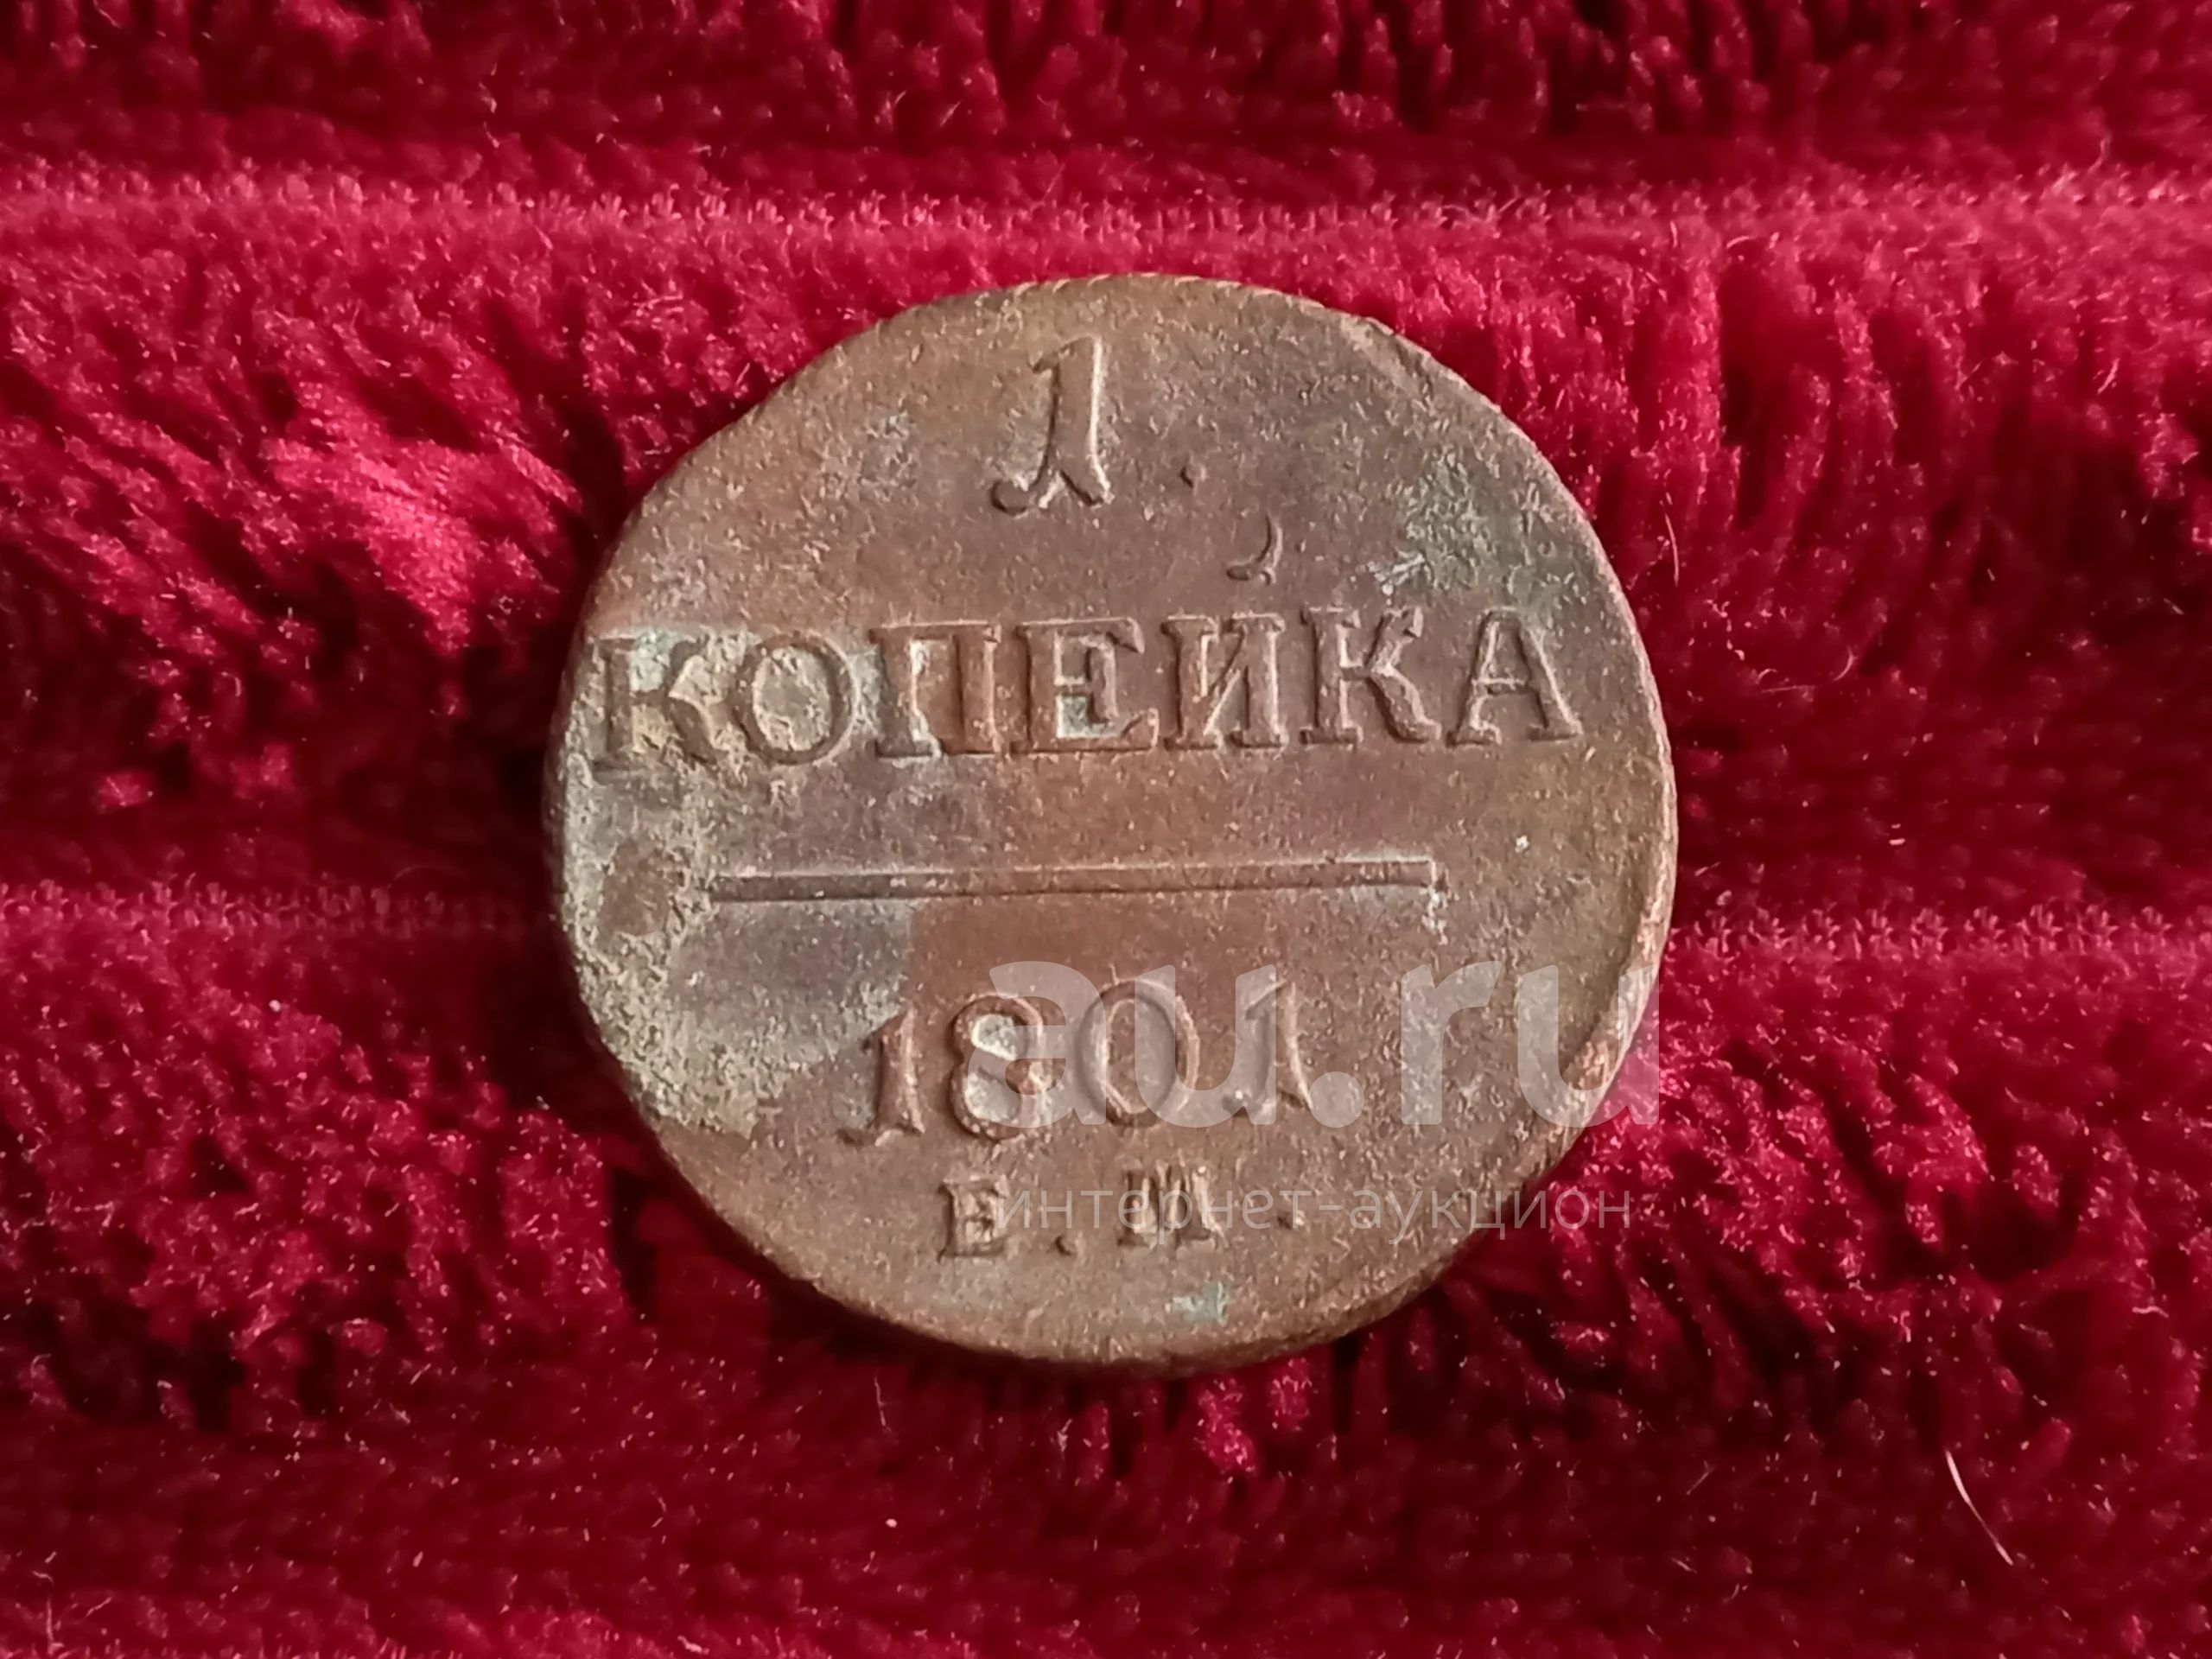 1.
КОПЕЙКА
1801
au.ru
Е.М.
интернет-аукцион